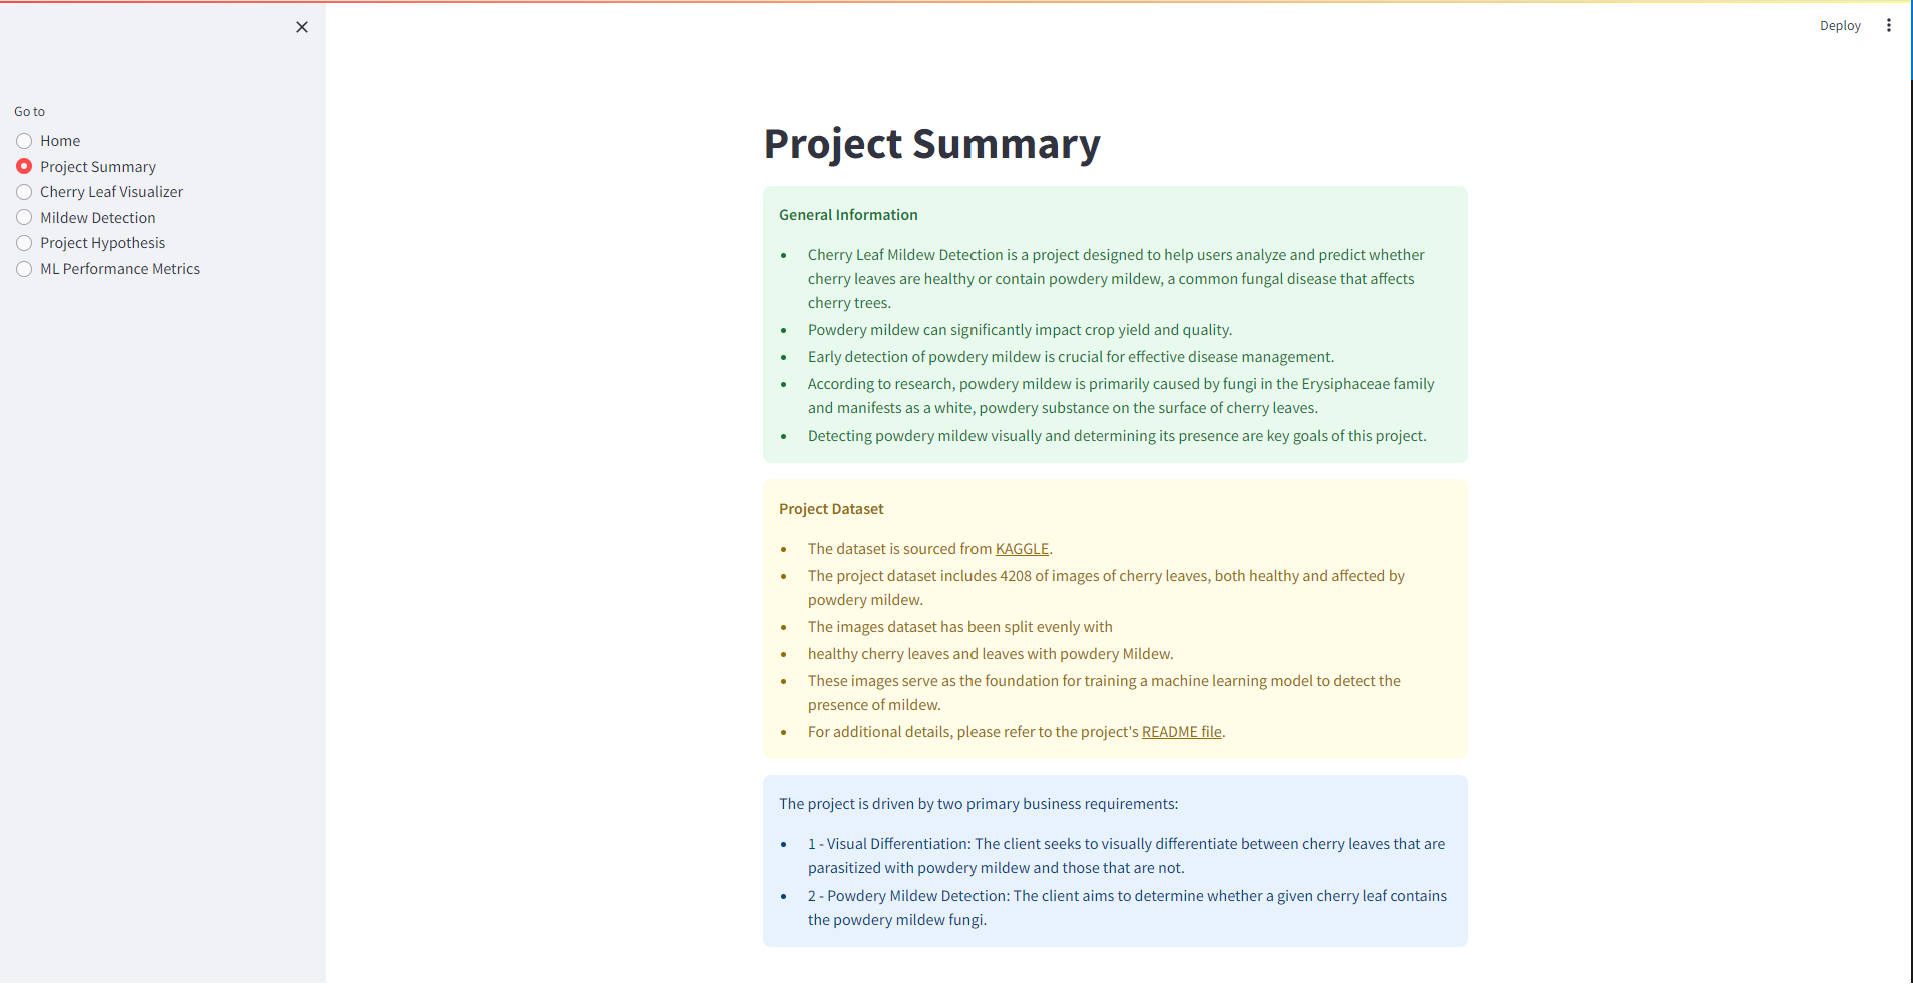 Deploy
Go to
Home
Project Summary
Cherry Leaf Visualizer
Mildew Detection
Project Hypothesis
ML Performance Metrics
Project Summary
General Information
Cherry Leaf Mildew Detection is a project designed to help users analyze and predict whether
cherry leaves are healthy or contain powdery mildew, a common fungal disease that affects
cherry trees.
Powdery mildew can significantly impact crop yield and quality.
Early detection of powdery mildew is crucial for effective disease management.
According to research, powdery mildew is primarily caused by fungi in the Erysiphaceae family
and manifests as a white, powdery substance on the surface of cherry leaves.
Detecting powdery mildew visually and determining its presence are key goals of this project.
Project Dataset
The dataset is sourced from KAGGLE.
The project dataset includes 4208 of images of cherry leaves, both healthy and affected by
powdery mildew.
The images dataset has been split evenly with
healthy cherry leaves and leaves with powdery Mildew.
These images serve as the foundation for training a machine learning model to detect the
presence of mildew.
For additional details, please refer to the project's README file.
The project is driven by two primary business requirements:
1 - Visual Differentiation: The client seeks to visually differentiate between cherry leaves that are
parasitized with powdery mildew and those that are not.
2 - Powdery Mildew Detection: The client aims to determine whether a given cherry leaf contains
the powdery mildew fungi.